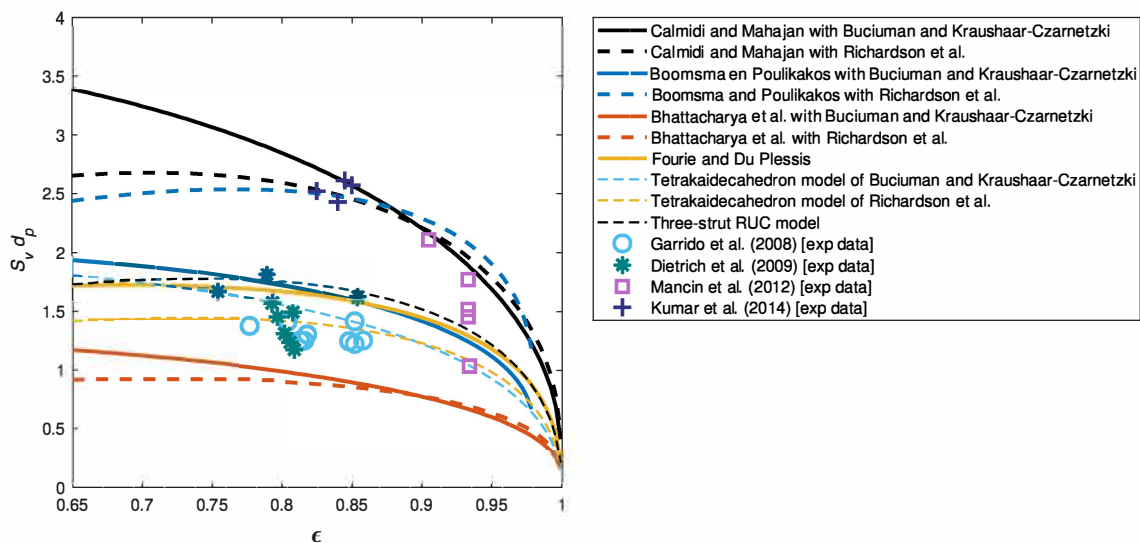 4
3.5
3
2.5
2
1.5
1
0.5
0
S_v d_p
0.65
0.7
0.75
0.8
0.85
0.9
0.95
1
ϵ
Calmidi and Mahajan with Buciuman and Kraushaar-Czarnetzki
Calmidi and Mahajan with Richardson et al.
Boomsma en Poulikakos with Buciuman and Kraushaar-Czarnetzki
Boomsma and Poulikakos with Richardson et al.
Bhattacharya et al. with Buciuman and Kraushaar-Czarnetzki
Bhattacharya et al. with Richardson et al.
Fourie and Du Plessis
Tetrakaidecahedron model of Buciuman and Kraushaar-Czarnetzki
Tetrakaidecahedron model of Richardson et al.
Three-strut RUC model
Garrido et al. (2008) [exp data]
Dietrich et al. (2009) [exp data]
Mancin et al. (2012) [exp data]
Kumar et al. (2014) [exp data]